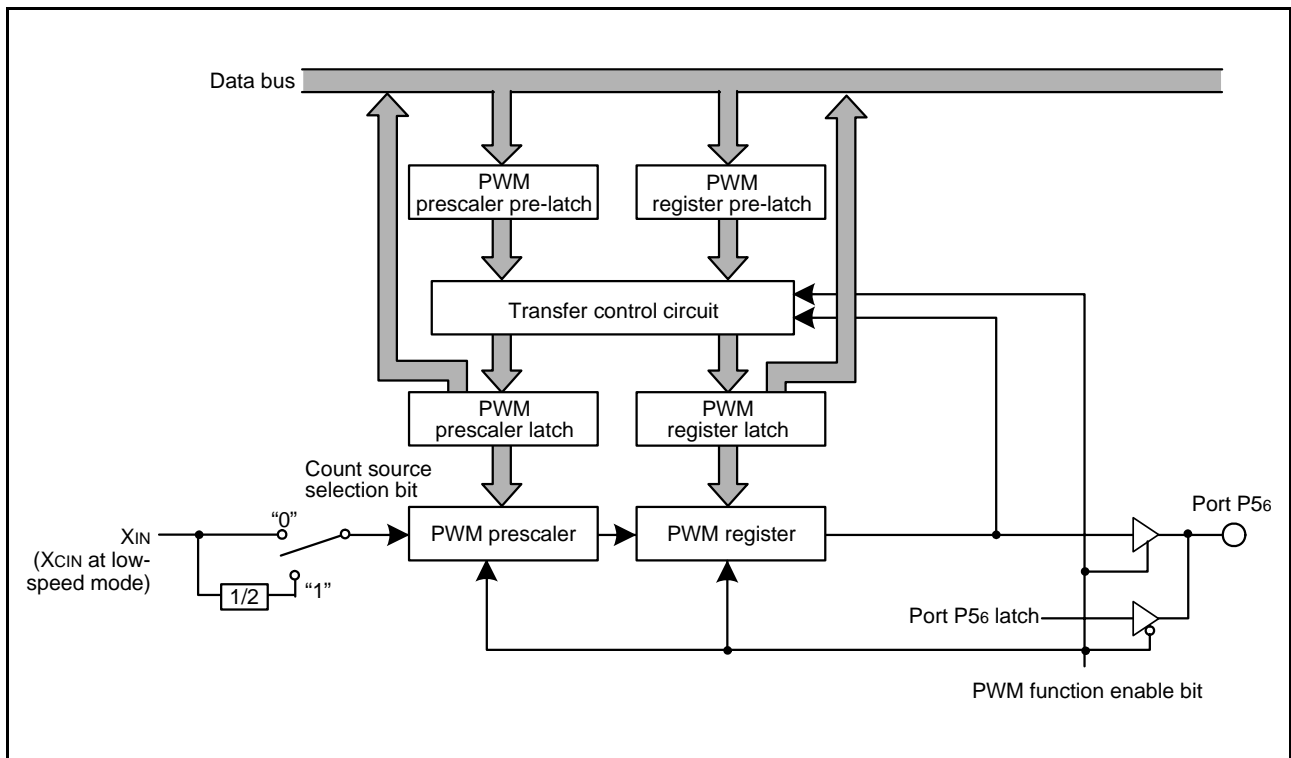 Data bus
PWM
prescaler pre-latch
PWM
register pre-latch
Transfer control circuit
PWM
prescaler latch
PWM
register latch
Count source
selection bit
XIN
(XCIN at low-
speed mode)
“0”
“1”
1/2
PWM prescaler
PWM register
Port P56
Port P56 latch
PWM function enable bit